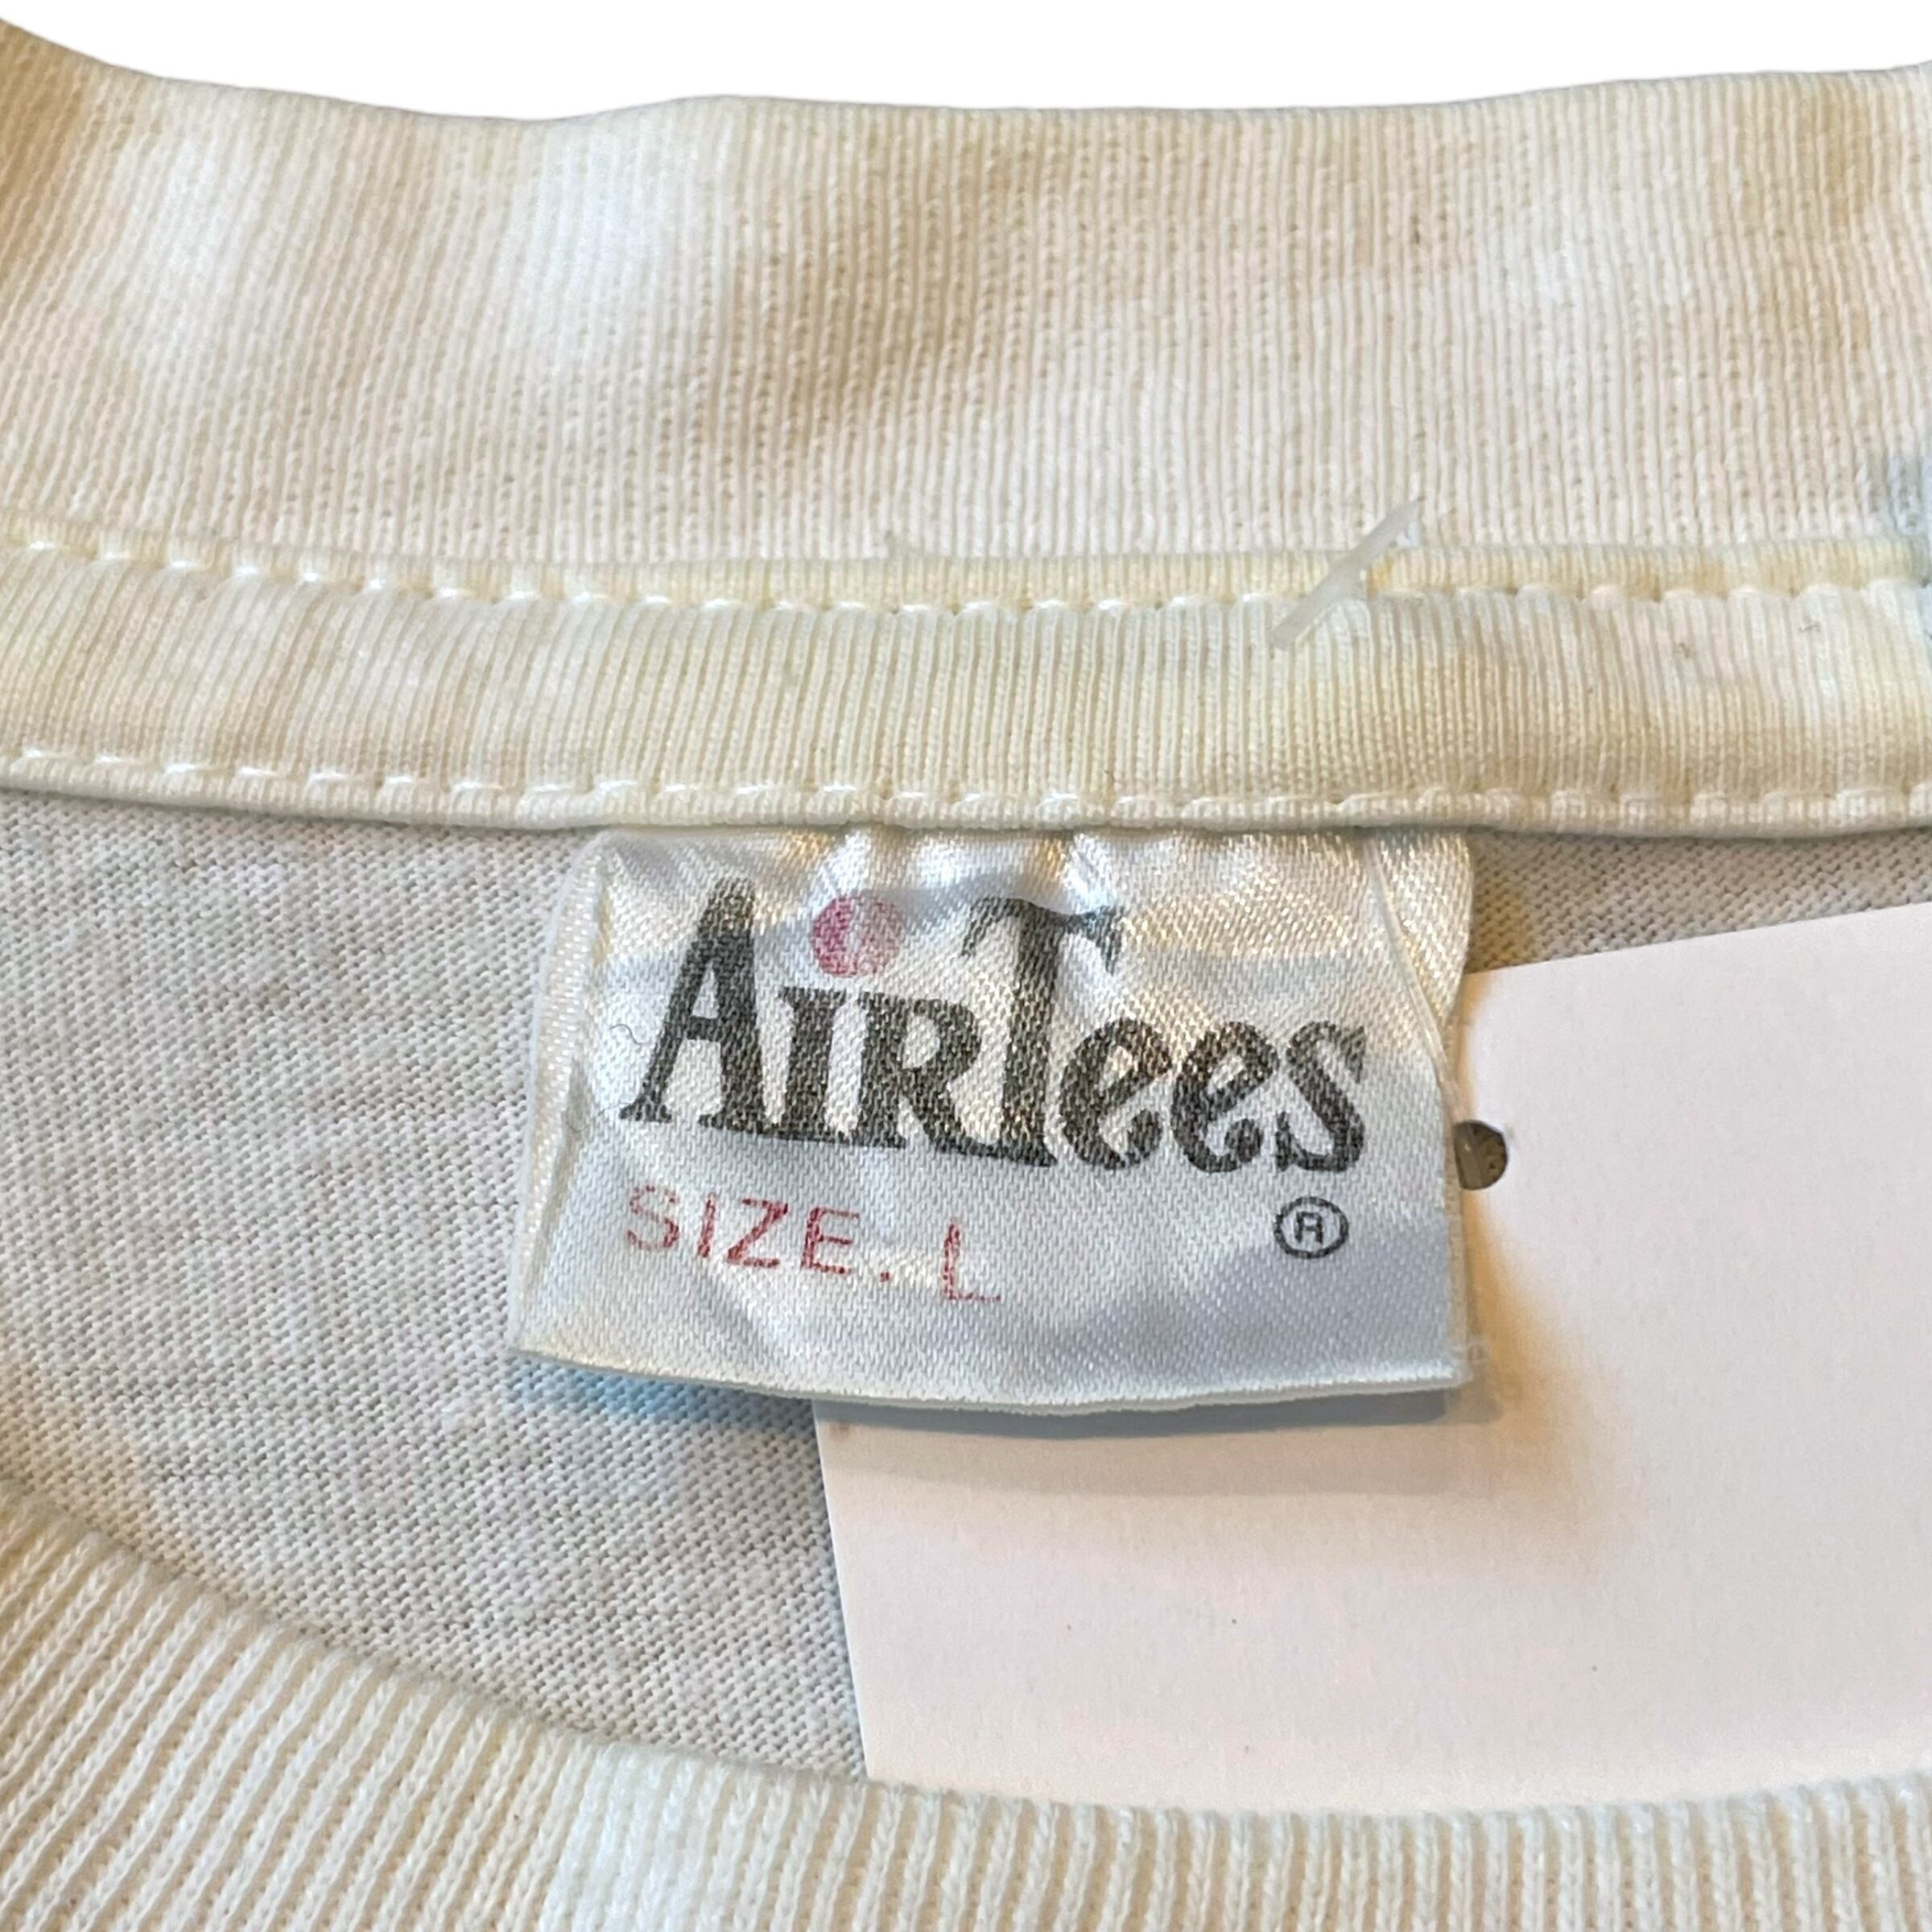 AiRTees
SIZE. L
®